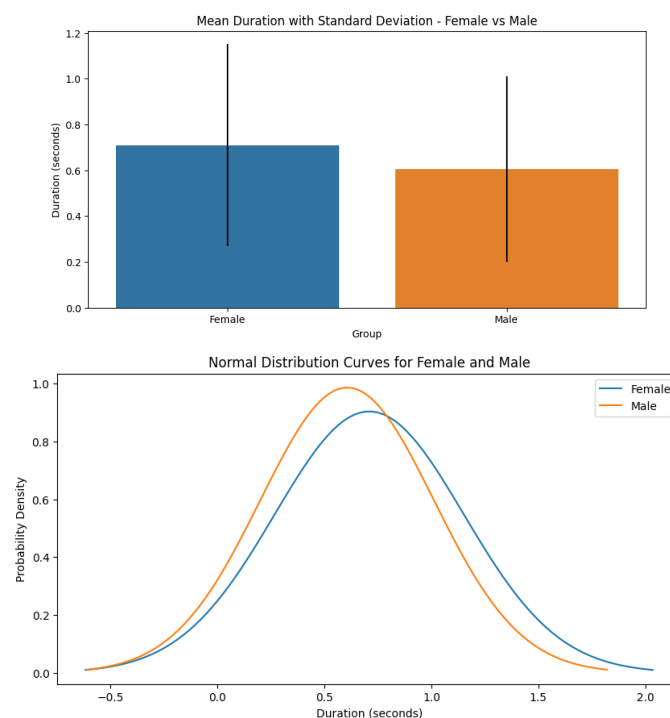 Mean Duration with Standard Deviation - Female vs Male
1.2
1.0
0.8
0.6
0.4
0.2
0.0
Duration (seconds)
Female
Male
Group
Normal Distribution Curves for Female and Male
Female
Male
1.0
0.8
0.6
0.4
0.2
0.0
Probability Density
−0.5
0.0
0.5
1.0
1.5
2.0
Duration (seconds)